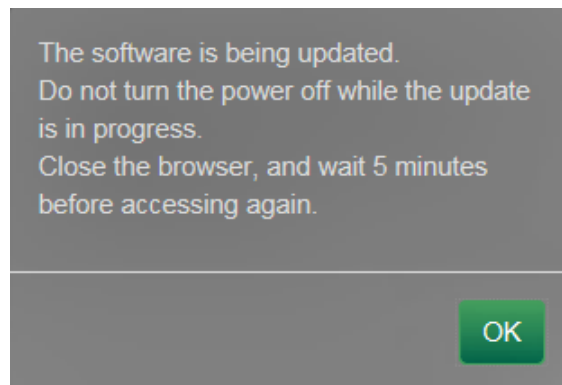 The software is being updated.
Do not turn the power off while the update
is in progress.
Close the browser, and wait 5 minutes
before accessing again.
OK